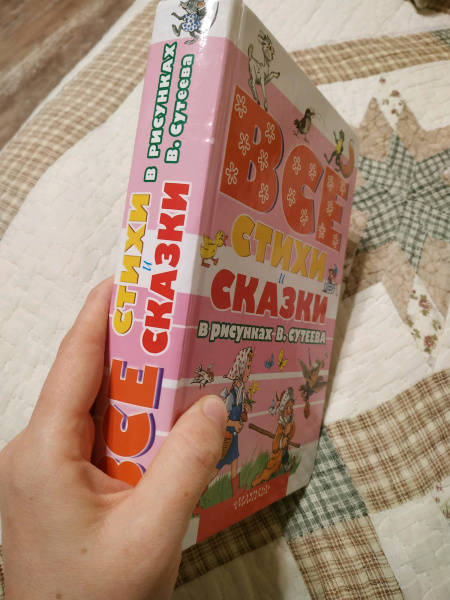 ВСЕ
СТИХИ
и
СКАЗКИ
в рисунках
В. Сутеева
ВСЕ
СТИХИ
и
СКАЗКИ
в рисунках В. СУТЕЕВА